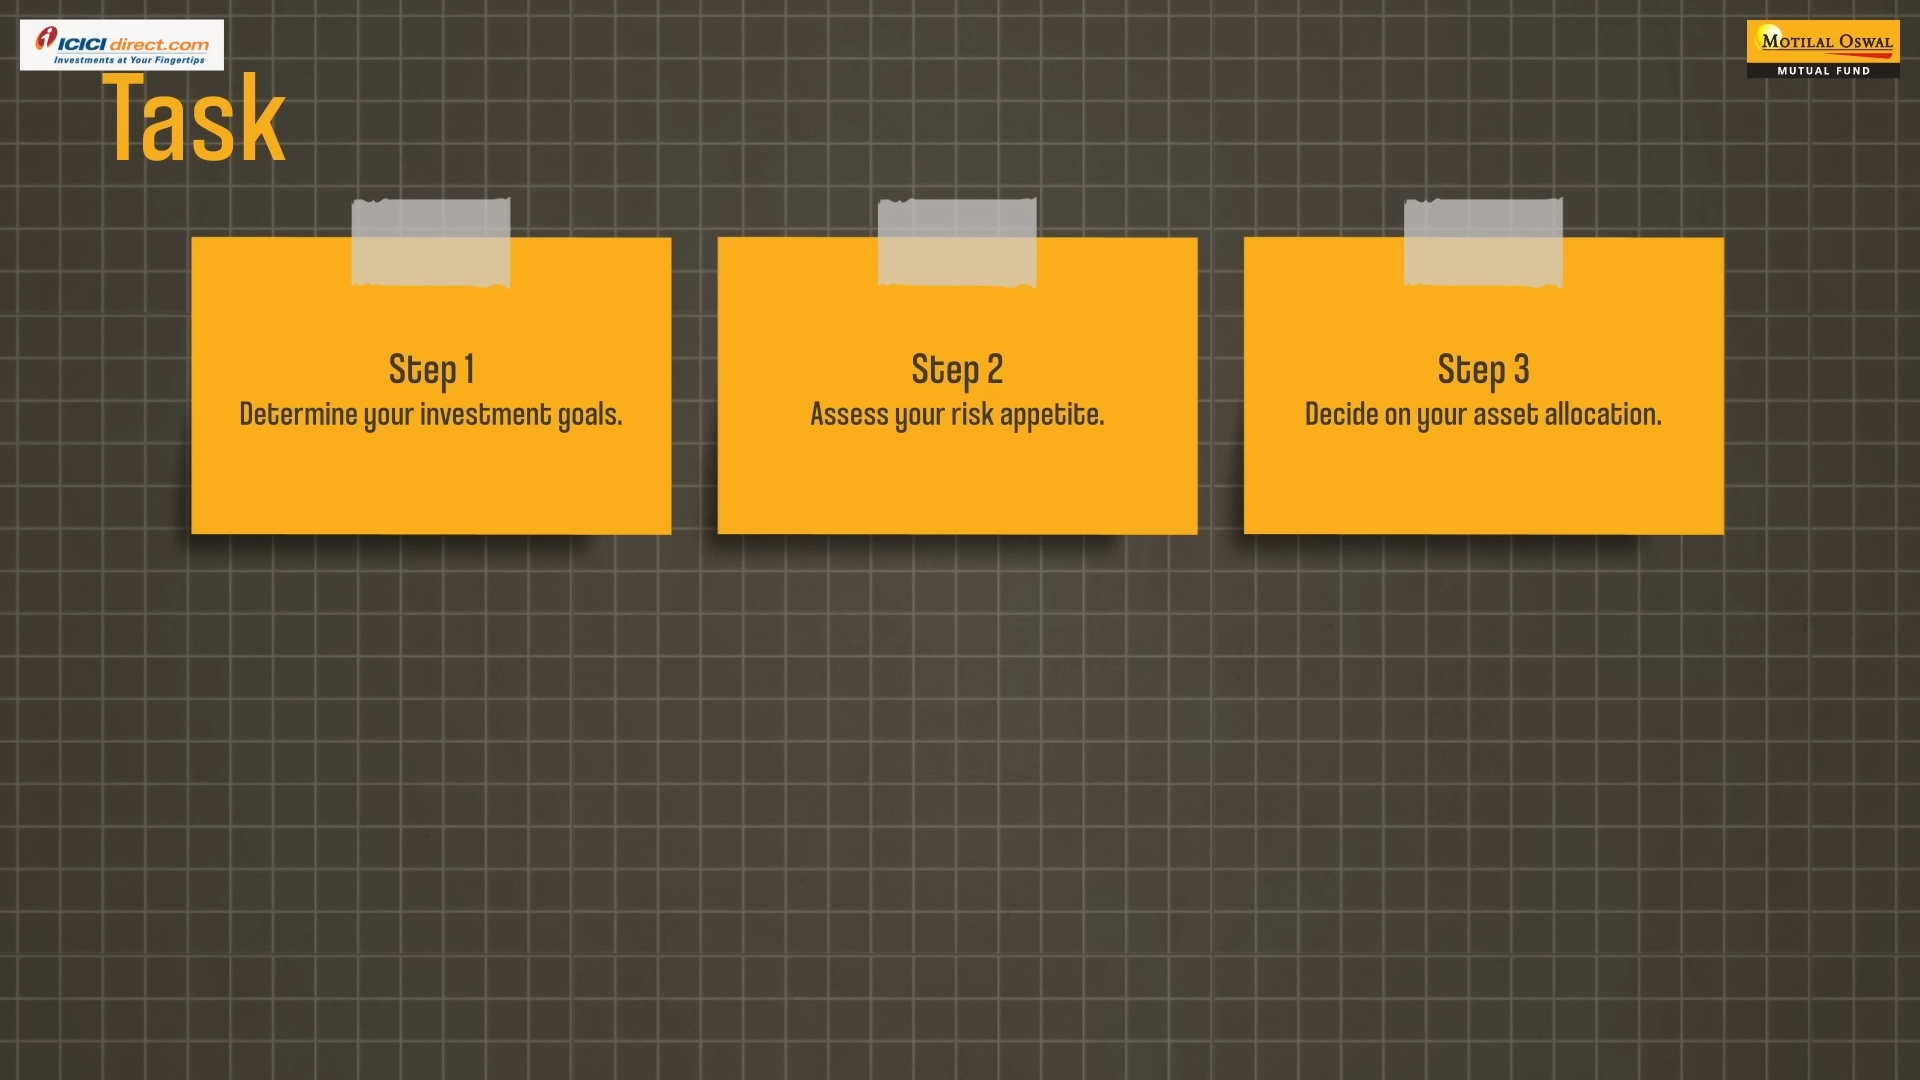 ICICI direct.com
Investments at Your Fingertips
MOTILAL OSWAL
MUTUAL FUND
Task
Step 1
Determine your investment goals.
Step 2
Assess your risk appetite.
Step 3
Decide on your asset allocation.